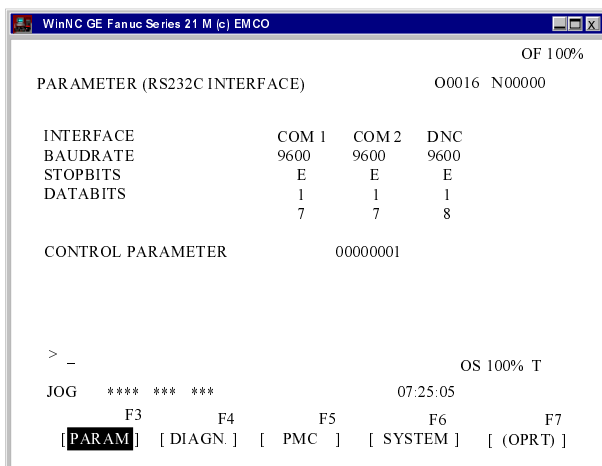 WinNC GE Fanuc Series 21 M (c) EMCO
OF 100%
PARAMETER (RS232C INTERFACE) O0016 N00000
INTERFACE COM 1 COM 2 DNC
BAUDRATE 9600 9600 9600
STOPBITS E E E
DATABITS 1 1 1
7 7 8
CONTROL PARAMETER 00000001
> _
OS 100% T
JOG **** *** *** 07:25:05
F3 F4 F5 F6 F7
[ PARAM ] [ DIAGN. ] [ PMC ] [ SYSTEM ] [ (OPRT) ]